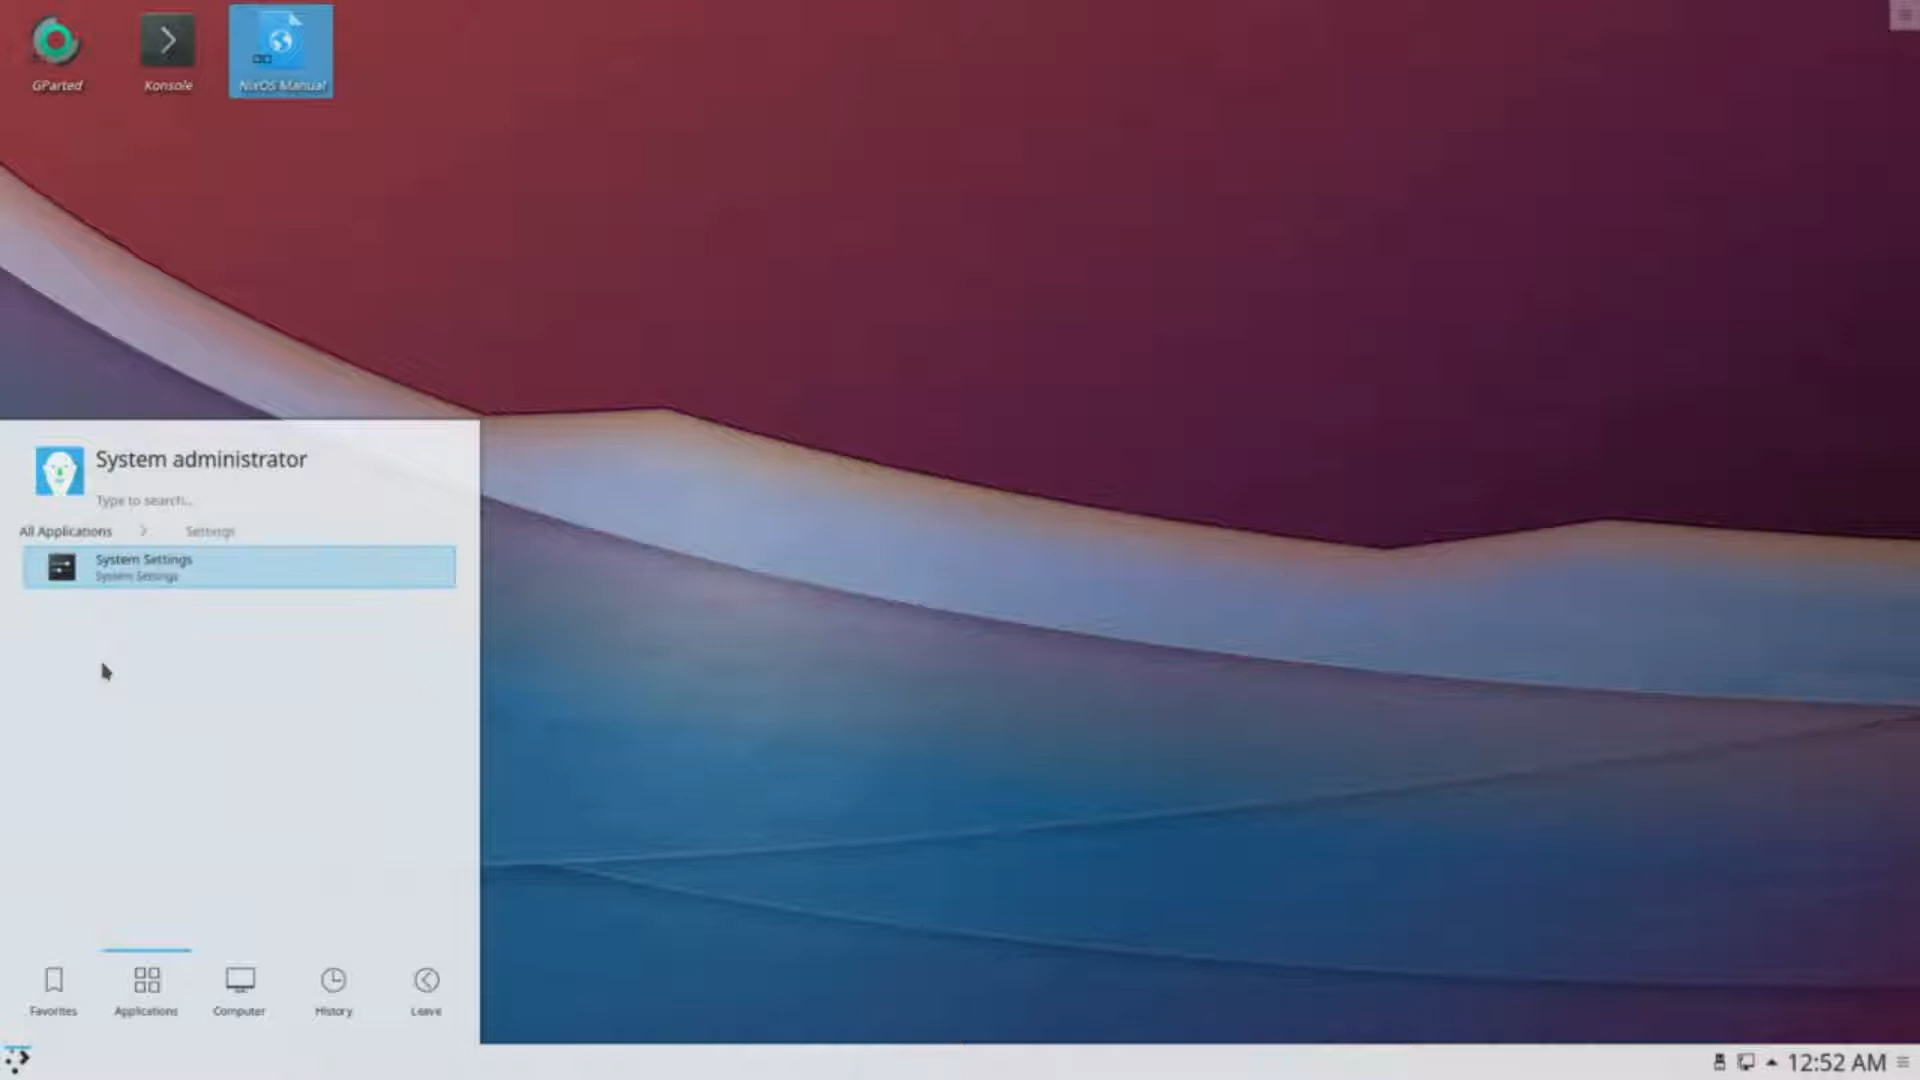 GParted
Konsole
NixOS Manual
System administrator
Type to search...
All Applications
Settings
System Settings
System Settings
Favorites
Applications
Computer
History
Leave
12:52 AM